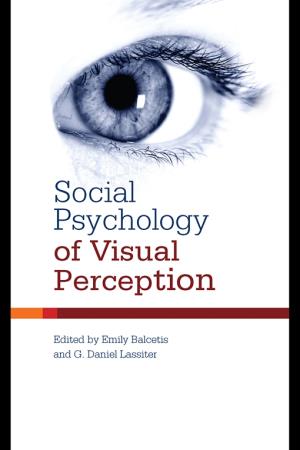 Social
Psychology
of Visual
Perception
Edited by Emily Balcetis
and G. Daniel Lassiter